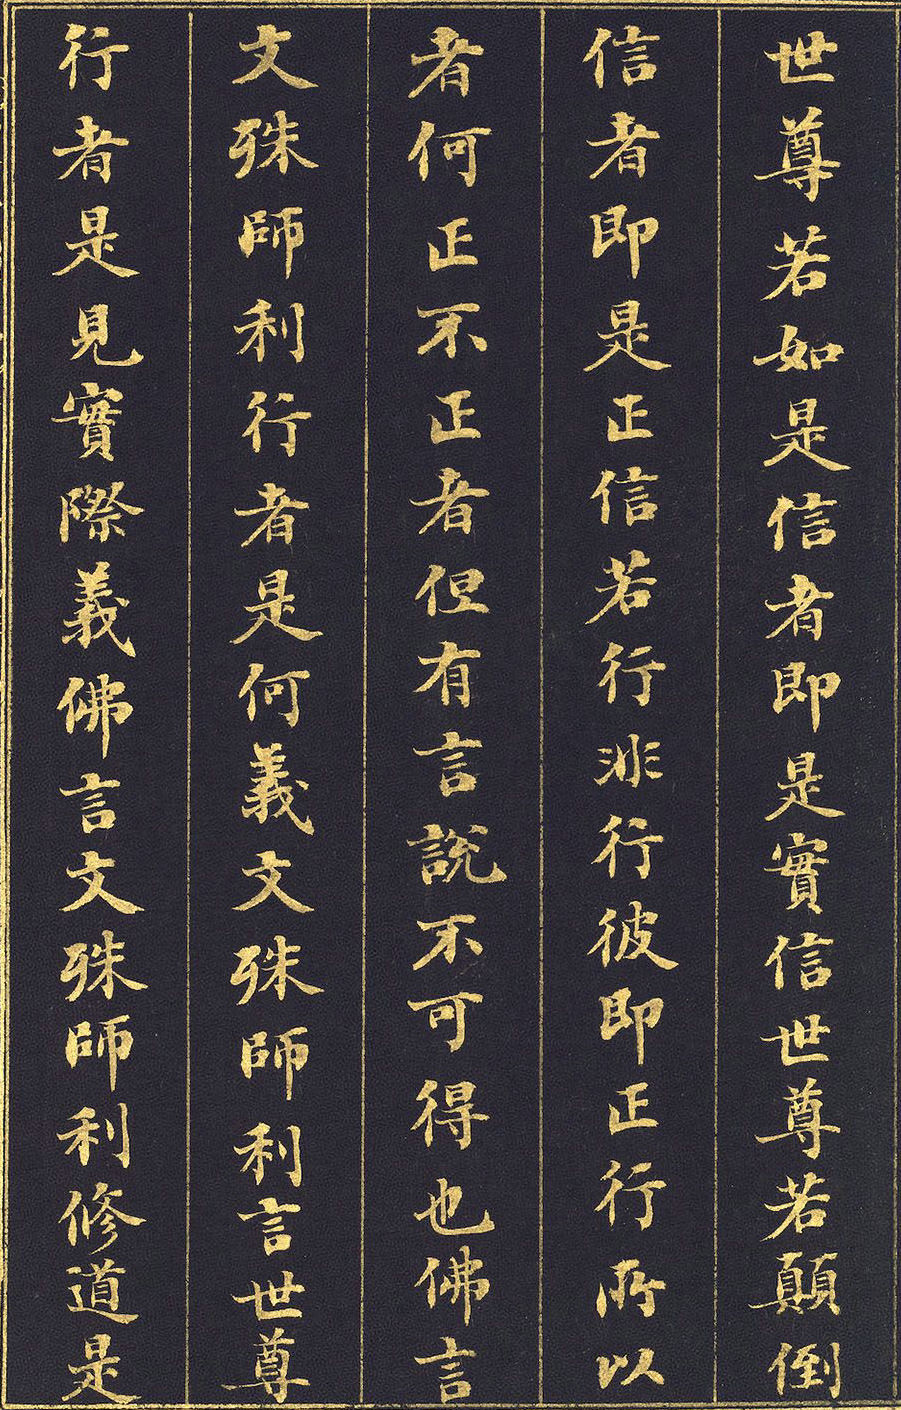 世尊若如是信者即是實信世尊若顛倒
信者即是正信若行非行彼即正行所以
者何正不正者但有言說不可得也佛言
文殊師利行者是何義文殊師利言世尊
行者是見實際義佛言文殊師利修道是